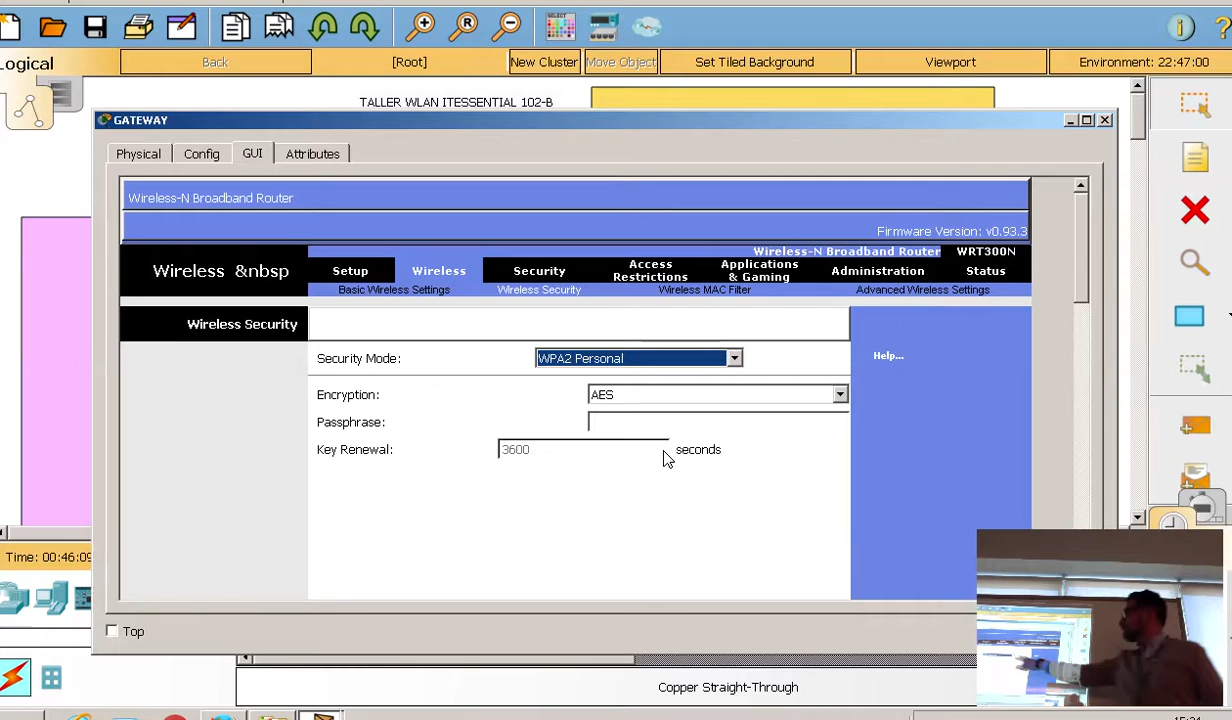 Logical
Back
[Root]
New Cluster
Move Object
Set Tiled Background
Viewport
Environment: 22:47:00
TALLER WLAN ITESSENTIAL 102-B
GATEWAY
Physical
Config
GUI
Attributes
Wireless-N Broadband Router
Firmware Version: v0.93.3
Wireless-N Broadband Router
WRT300N
Wireless &nbsp
Setup
Wireless
Security
Access
Restrictions
Applications
& Gaming
Administration
Status
Basic Wireless Settings
Wireless Security
Wireless MAC Filter
Advanced Wireless Settings
Wireless Security
Security Mode:
WPA2 Personal
Help...
Encryption:
AES
Passphrase:
Key Renewal:
3600
seconds
Time: 00:46:09
Top
Copper Straight-Through